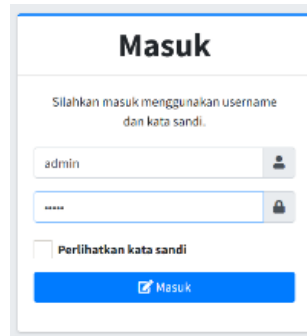 Masuk
Silahkan masuk menggunakan username
dan kata sandi.
admin
•••••
Perlihatkan kata sandi
Masuk